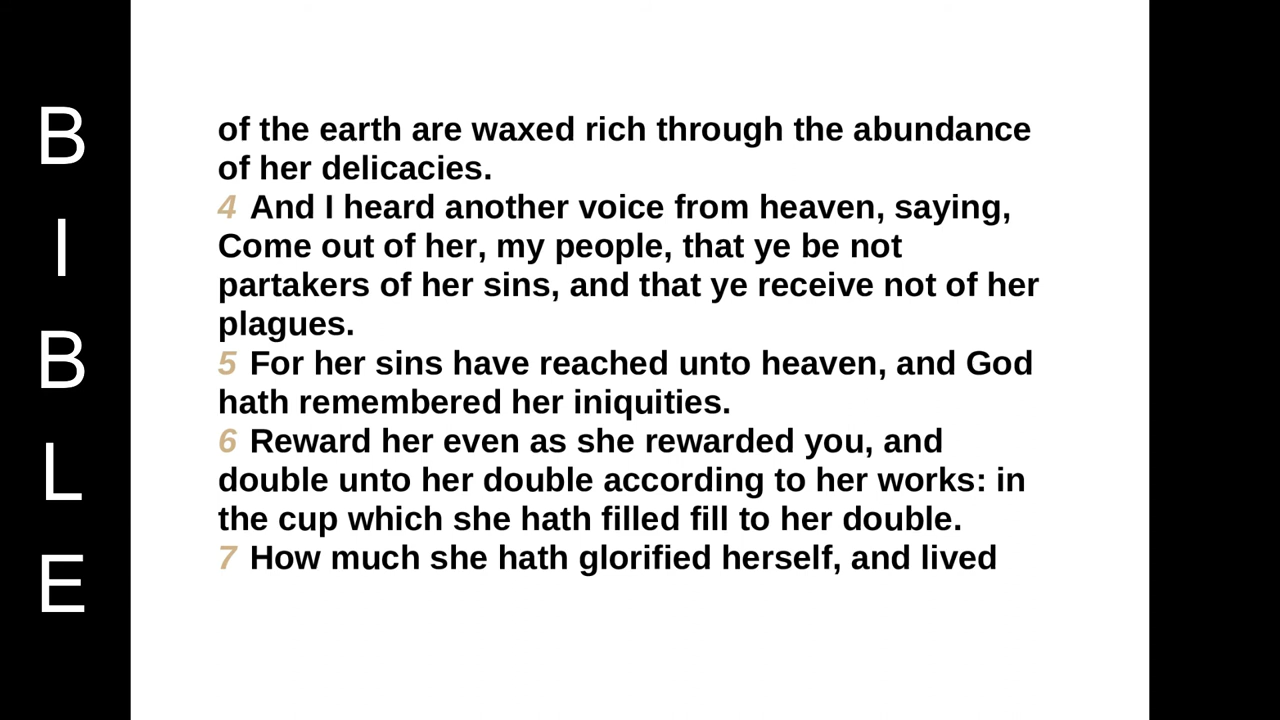 BIBLE
of the earth are waxed rich through the abundance
of her delicacies.
4 And I heard another voice from heaven, saying,
Come out of her, my people, that ye be not
partakers of her sins, and that ye receive not of her
plagues.
5 For her sins have reached unto heaven, and God
hath remembered her iniquities.
6 Reward her even as she rewarded you, and
double unto her double according to her works: in
the cup which she hath filled fill to her double.
7 How much she hath glorified herself, and lived